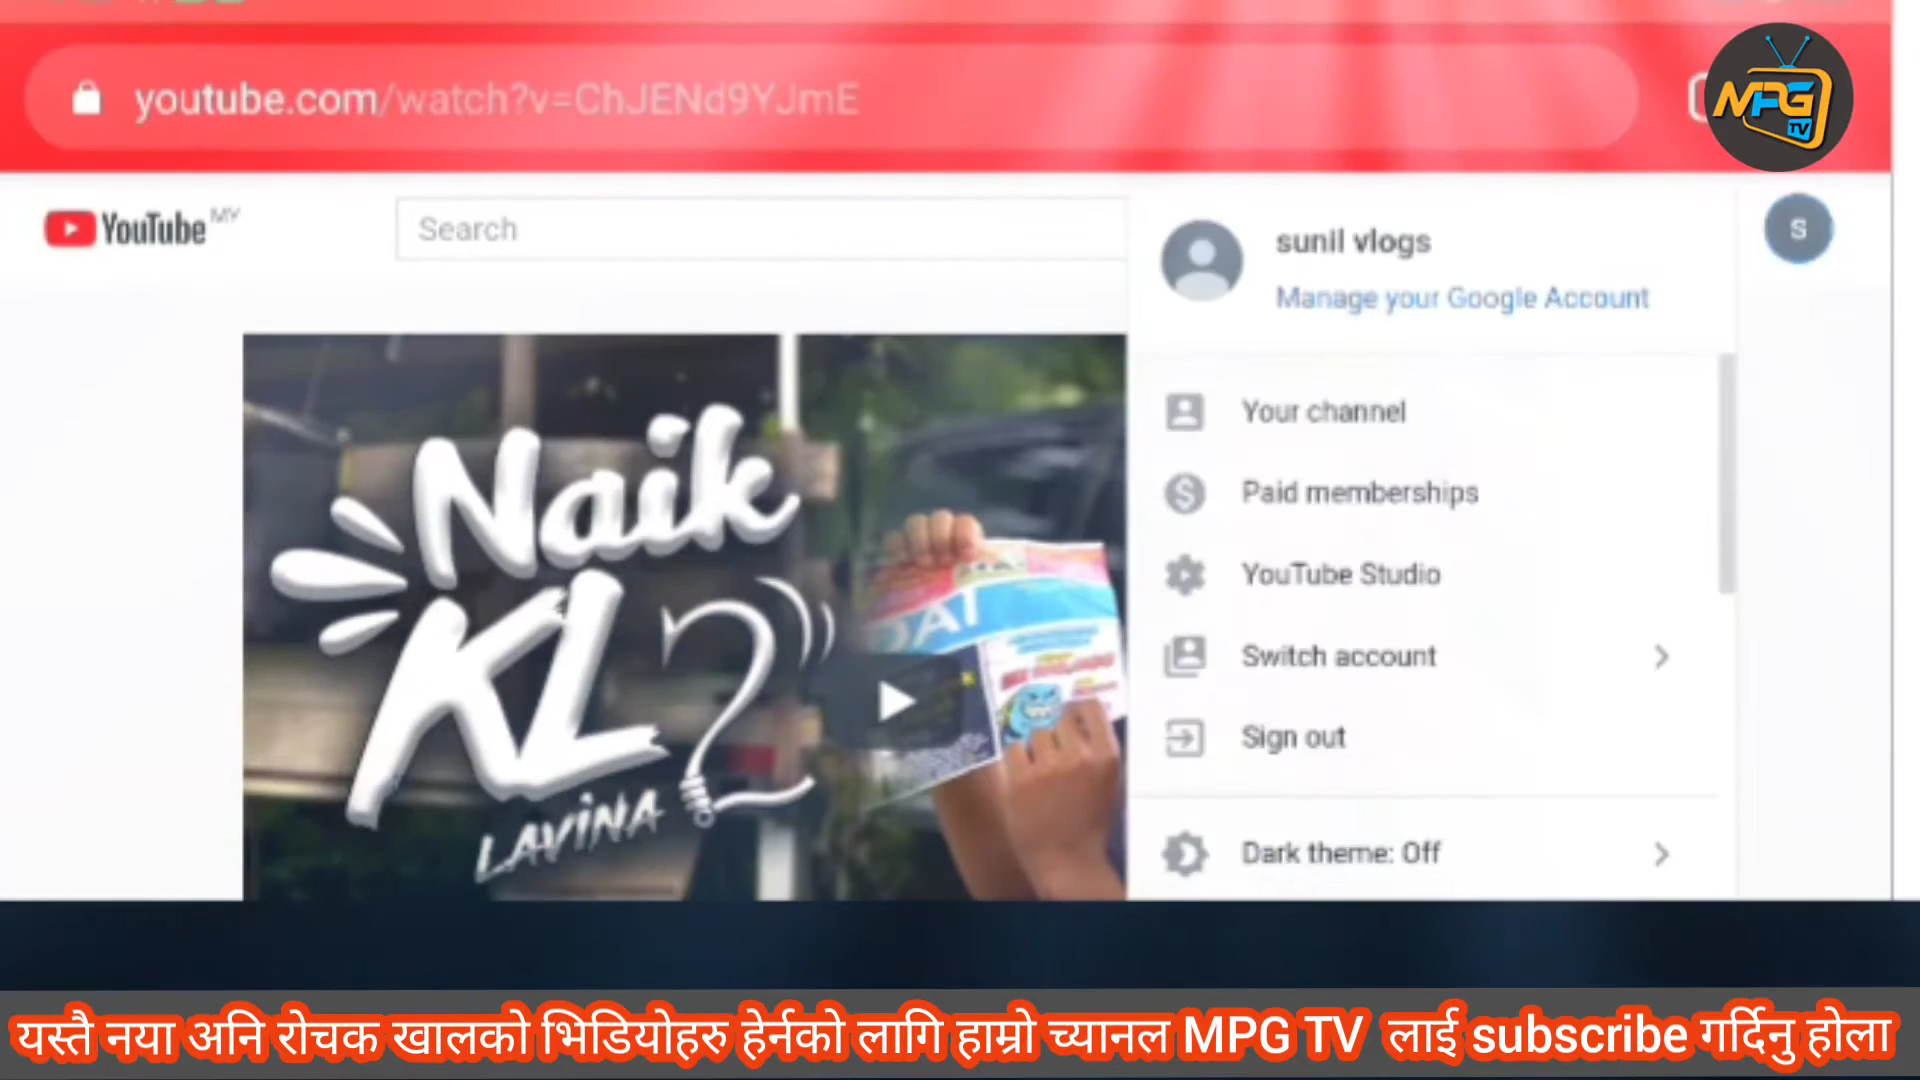 youtube.com/watch?v=ChJENd9YJmE
MPG
TV
YouTube MY
Search
sunil vlogs
Manage your Google Account
S
Naik
KL?
LAVINA
Your channel
Paid memberships
YouTube Studio
Switch account
Sign out
Dark theme: Off
यस्तै नया अनि रोचक खालको भिडियोहरु हेर्नको लागि हाम्रो च्यानल MPG TV लाई subscribe गर्दिनु होला